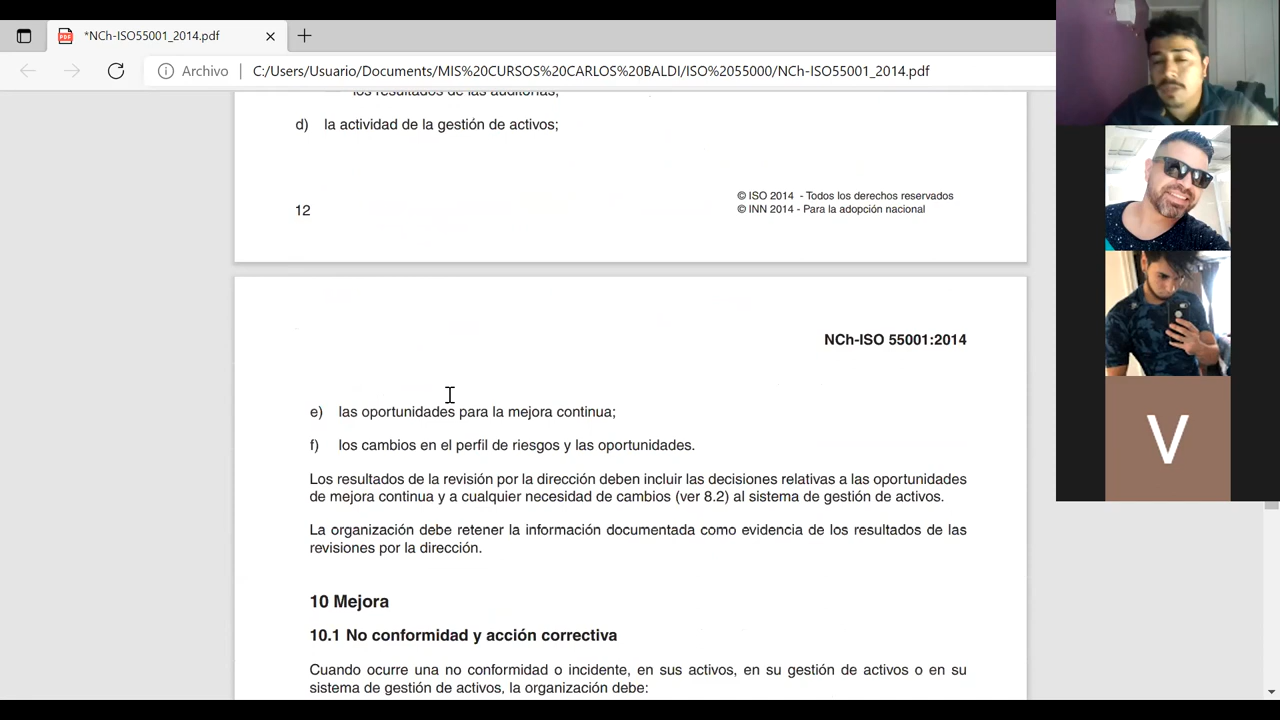 *NCh-ISO55001_2014.pdf
Archivo
C:/Users/Usuario/Documents/MIS%20CURSOS%20CARLOS%20BALDI/ISO%2055000/NCh-ISO55001_2014.pdf
los resultados de las auditorías;
d) la actividad de la gestión de activos;
12
© ISO 2014 - Todos los derechos reservados
© INN 2014 - Para la adopción nacional
NCh-ISO 55001:2014
e) las oportunidades para la mejora continua;
f) los cambios en el perfil de riesgos y las oportunidades.
Los resultados de la revisión por la dirección deben incluir las decisiones relativas a las oportunidades
de mejora continua y a cualquier necesidad de cambios (ver 8.2) al sistema de gestión de activos.
La organización debe retener la información documentada como evidencia de los resultados de las
revisiones por la dirección.
10 Mejora
10.1 No conformidad y acción correctiva
Cuando ocurre una no conformidad o incidente, en sus activos, en su gestión de activos o en su
sistema de gestión de activos, la organización debe:
V